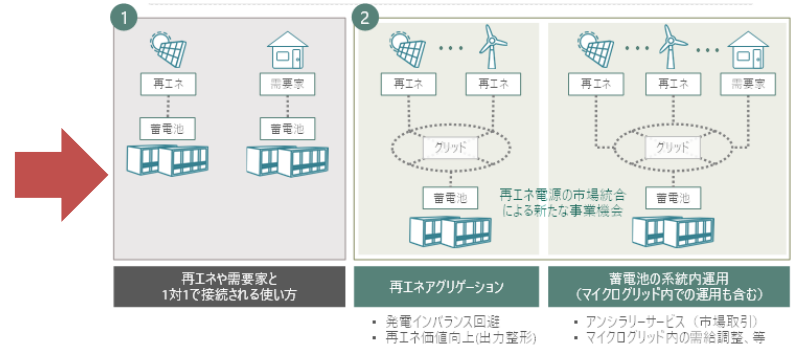 1
再エネ
需要家
蓄電池
蓄電池
再エネや需要家と
1対1で接続される使い方
2
再エネ
再エネ
グリッド
蓄電池
再エネアグリゲーション
▪ 発電インバランス回避
▪ 再エネ価値向上(出力整形)
再エネ電源の市場統合
による新たな事業機会
再エネ
再エネ
需要家
グリッド
蓄電池
蓄電池の系統内運用
(マイクログリッド内での運用も含む)
▪ アンシラリーサービス (市場取引)
▪ マイクログリッド内の需給調整、等